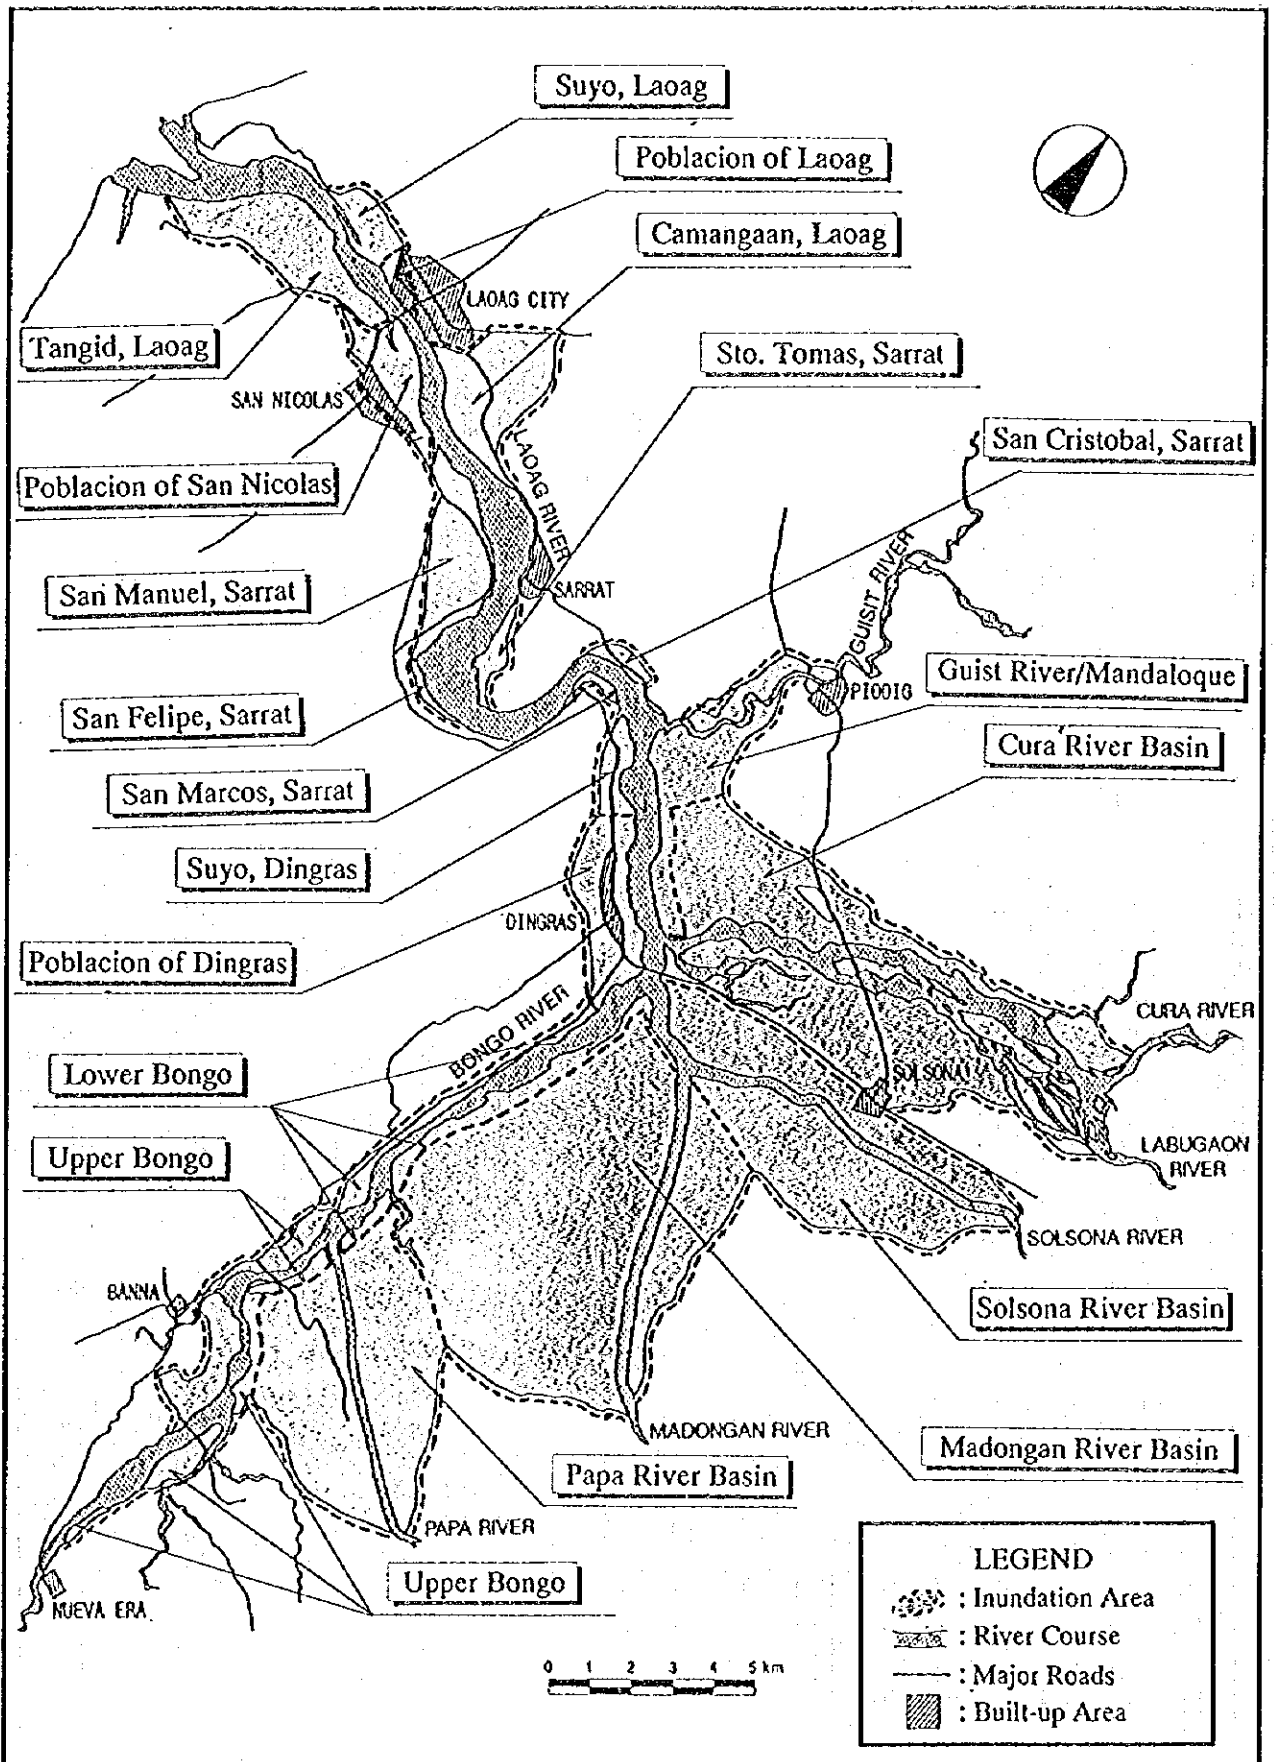 Suyo, Laoag
Poblacion of Laoag
Camangaan, Laoag
LAOAG CITY
Tangid, Laoag
Sto. Tomas, Sarrat
SAN NICOLAS
San Cristobal, Sarrat
LAOAG RIVER
Poblacion of San Nicolas
GUISIT RIVER
San Manuel, Sarrat
SARRAT
Guist River/Mandaloque
PIDDIG
San Felipe, Sarrat
Cura River Basin
San Marcos, Sarrat
Suyo, Dingras
DINGRAS
Poblacion of Dingras
BONGO RIVER
CURA RIVER
Lower Bongo
SOLSONA
Upper Bongo
LABUGAON
RIVER
SOLSONA RIVER
BANNA
Solsona River Basin
MADONGAN RIVER
Madongan River Basin
Papa River Basin
PAPA RIVER
Upper Bongo
NUEVA ERA.
LEGEND
: Inundation Area
: River Course
: Major Roads
: Built-up Area
0 1 2 3 4 5 km